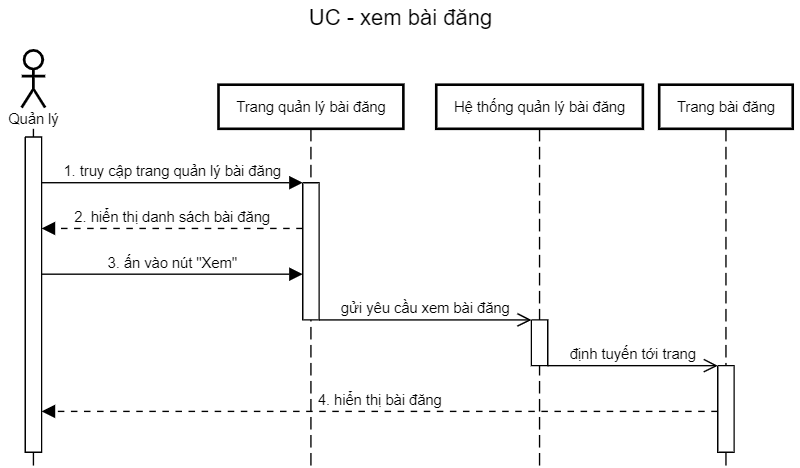 UC - xem bài đăng
Quản lý
Trang quản lý bài đăng
Hệ thống quản lý bài đăng
Trang bài đăng
1. truy cập trang quản lý bài đăng
2. hiển thị danh sách bài đăng
3. ấn vào nút "Xem"
gửi yêu cầu xem bài đăng
định tuyến tới trang
4. hiển thị bài đăng